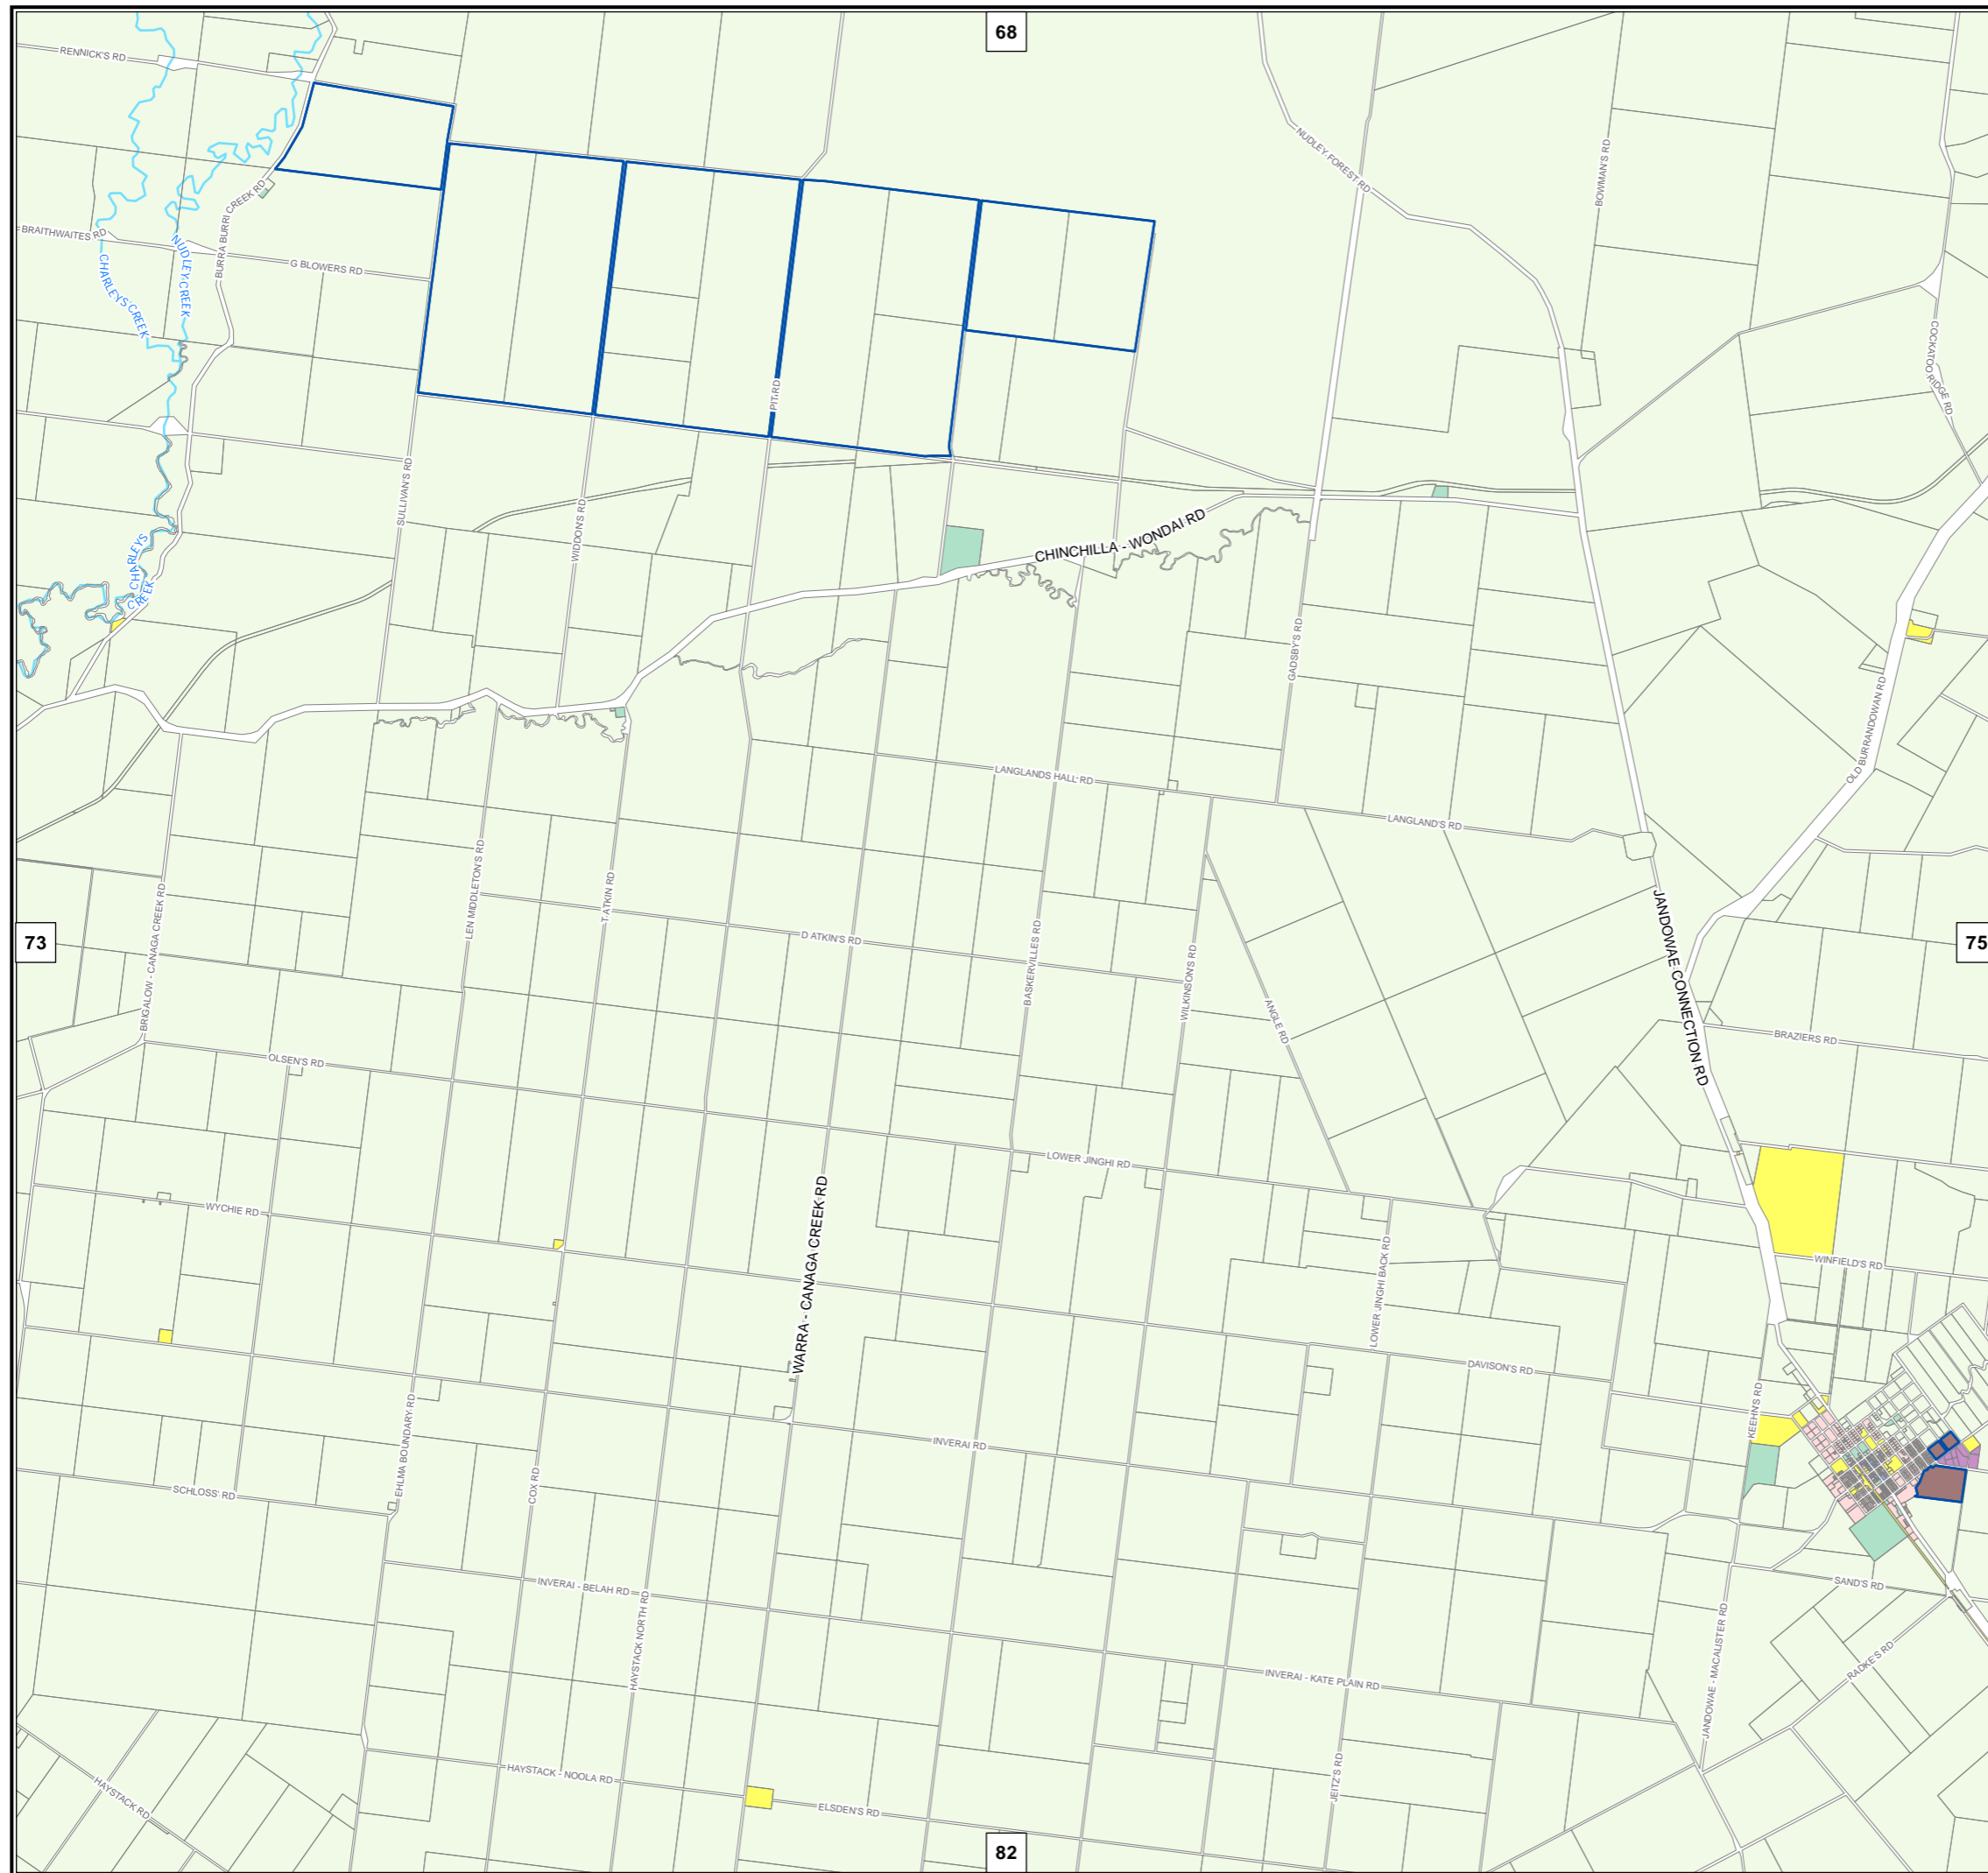 68
RENNICK'S RD
NUDLEY FOREST RD
BOWMAN'S RD
BURRA BURRI CREEK RD
BRAITHWAITES RD
G BLOWERS RD
NUDLEY CREEK
CHARLEYS CREEK
COCKATOO RIDGE RD
PIT RD
SULLIVAN'S RD
WIDDON'S RD
CHINCHILLA - WONDAI RD
CHARLEYS
CREEK
GADSBY'S RD
OLD BURRANDOWAN RD
LANGLANDS HALL RD
LANGLAND'S RD
LEN MIDDLETON'S RD
T ATKIN RD
BRIGALOW - CANAGA CREEK RD
D ATKIN'S RD
BASKERVILLES RD
WILKINSON'S RD
ANGLE RD
JANDOWAE CONNECTION RD
73
75
BRAZIERS RD
OLSEN'S RD
LOWER JINGHI RD
WYCHIE RD
WARRA - CANAGA CREEK RD
LOWER JINGHI BACK RD
WINFIELD'S RD
DAVISON'S RD
KEEHN'S RD
EHLMA BOUNDARY RD
INVERAI RD
COX RD
SCHLOSS RD
INVERAI - BELAH RD
HAYSTACK NORTH RD
SAND'S RD
JANDOWAE - MACALISTER RD
RADKE'S RD
INVERAI - KATE PLAIN RD
HAYSTACK RD
HAYSTACK - NOOLA RD
ELSDEN'S RD
JEITZ'S RD
82